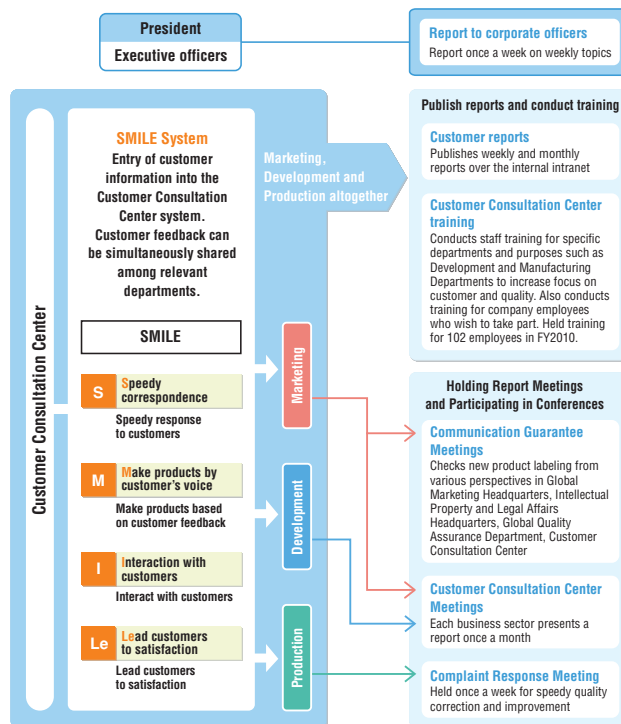 President
Executive officers
Report to corporate officers
Report once a week on weekly topics
Customer Consultation Center
SMILE System
Entry of customer
information into the
Customer Consultation
Center system.
Customer feedback can
be simultaneously shared
among relevant
departments.
SMILE
S
Speedy
correspondence
Speedy response
to customers
M
Make products by
customer's voice
Make products based
on customer feedback
I
Interaction with
customers
Interact with customers
Le
Lead customers
to satisfaction
Lead customers
to satisfaction
Marketing,
Development and
Production altogether
Marketing
Development
Production
Publish reports and conduct training
Customer reports
Publishes weekly and monthly
reports over the internal intranet
Customer Consultation Center
training
Conducts staff training for specific
departments and purposes such as
Development and Manufacturing
Departments to increase focus on
customer and quality. Also conducts
training for company employees
who wish to take part. Held training
for 102 employees in FY2010.
Holding Report Meetings
and Participating in Conferences
Communication Guarantee
Meetings
Checks new product labeling from
various perspectives in Global
Marketing Headquarters, Intellectual
Property and Legal Affairs
Headquarters, Global Quality
Assurance Department, Customer
Consultation Center
Customer Consultation Center
Meetings
Each business sector presents a
report once a month
Complaint Response Meeting
Held once a week for speedy quality
correction and improvement